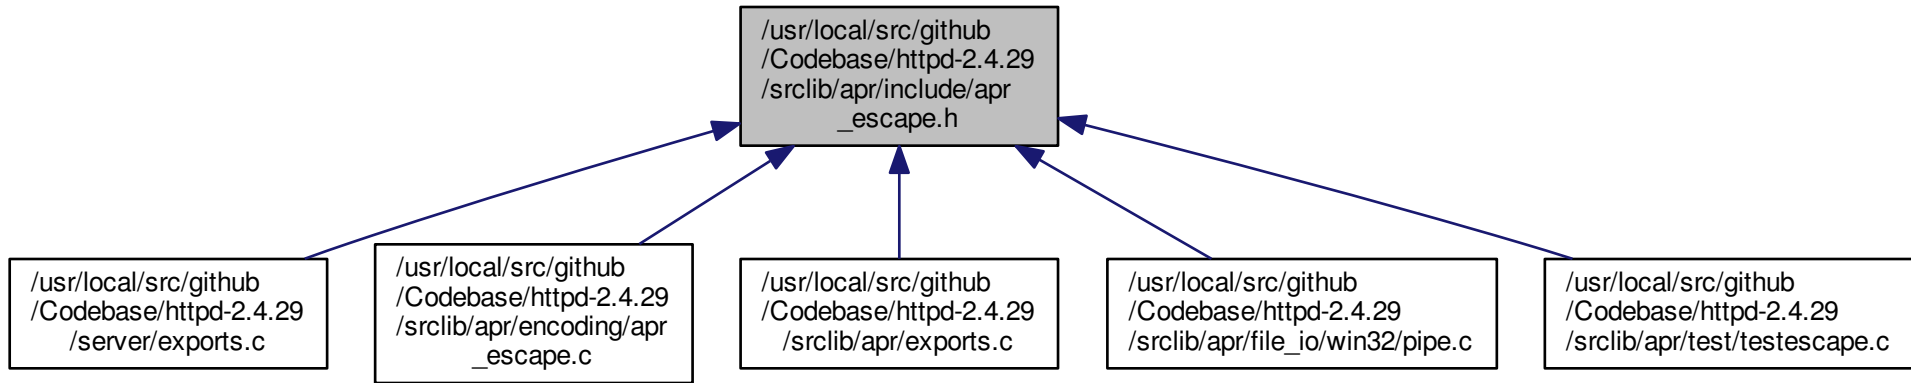 /usr/local/src/github
/Codebase/httpd-2.4.29
/srclib/apr/include/apr
_escape.h
/usr/local/src/github
/Codebase/httpd-2.4.29
/server/exports.c
/usr/local/src/github
/Codebase/httpd-2.4.29
/srclib/apr/encoding/apr
_escape.c
/usr/local/src/github
/Codebase/httpd-2.4.29
/srclib/apr/exports.c
/usr/local/src/github
/Codebase/httpd-2.4.29
/srclib/apr/file_io/win32/pipe.c
/usr/local/src/github
/Codebase/httpd-2.4.29
/srclib/apr/test/testescape.c